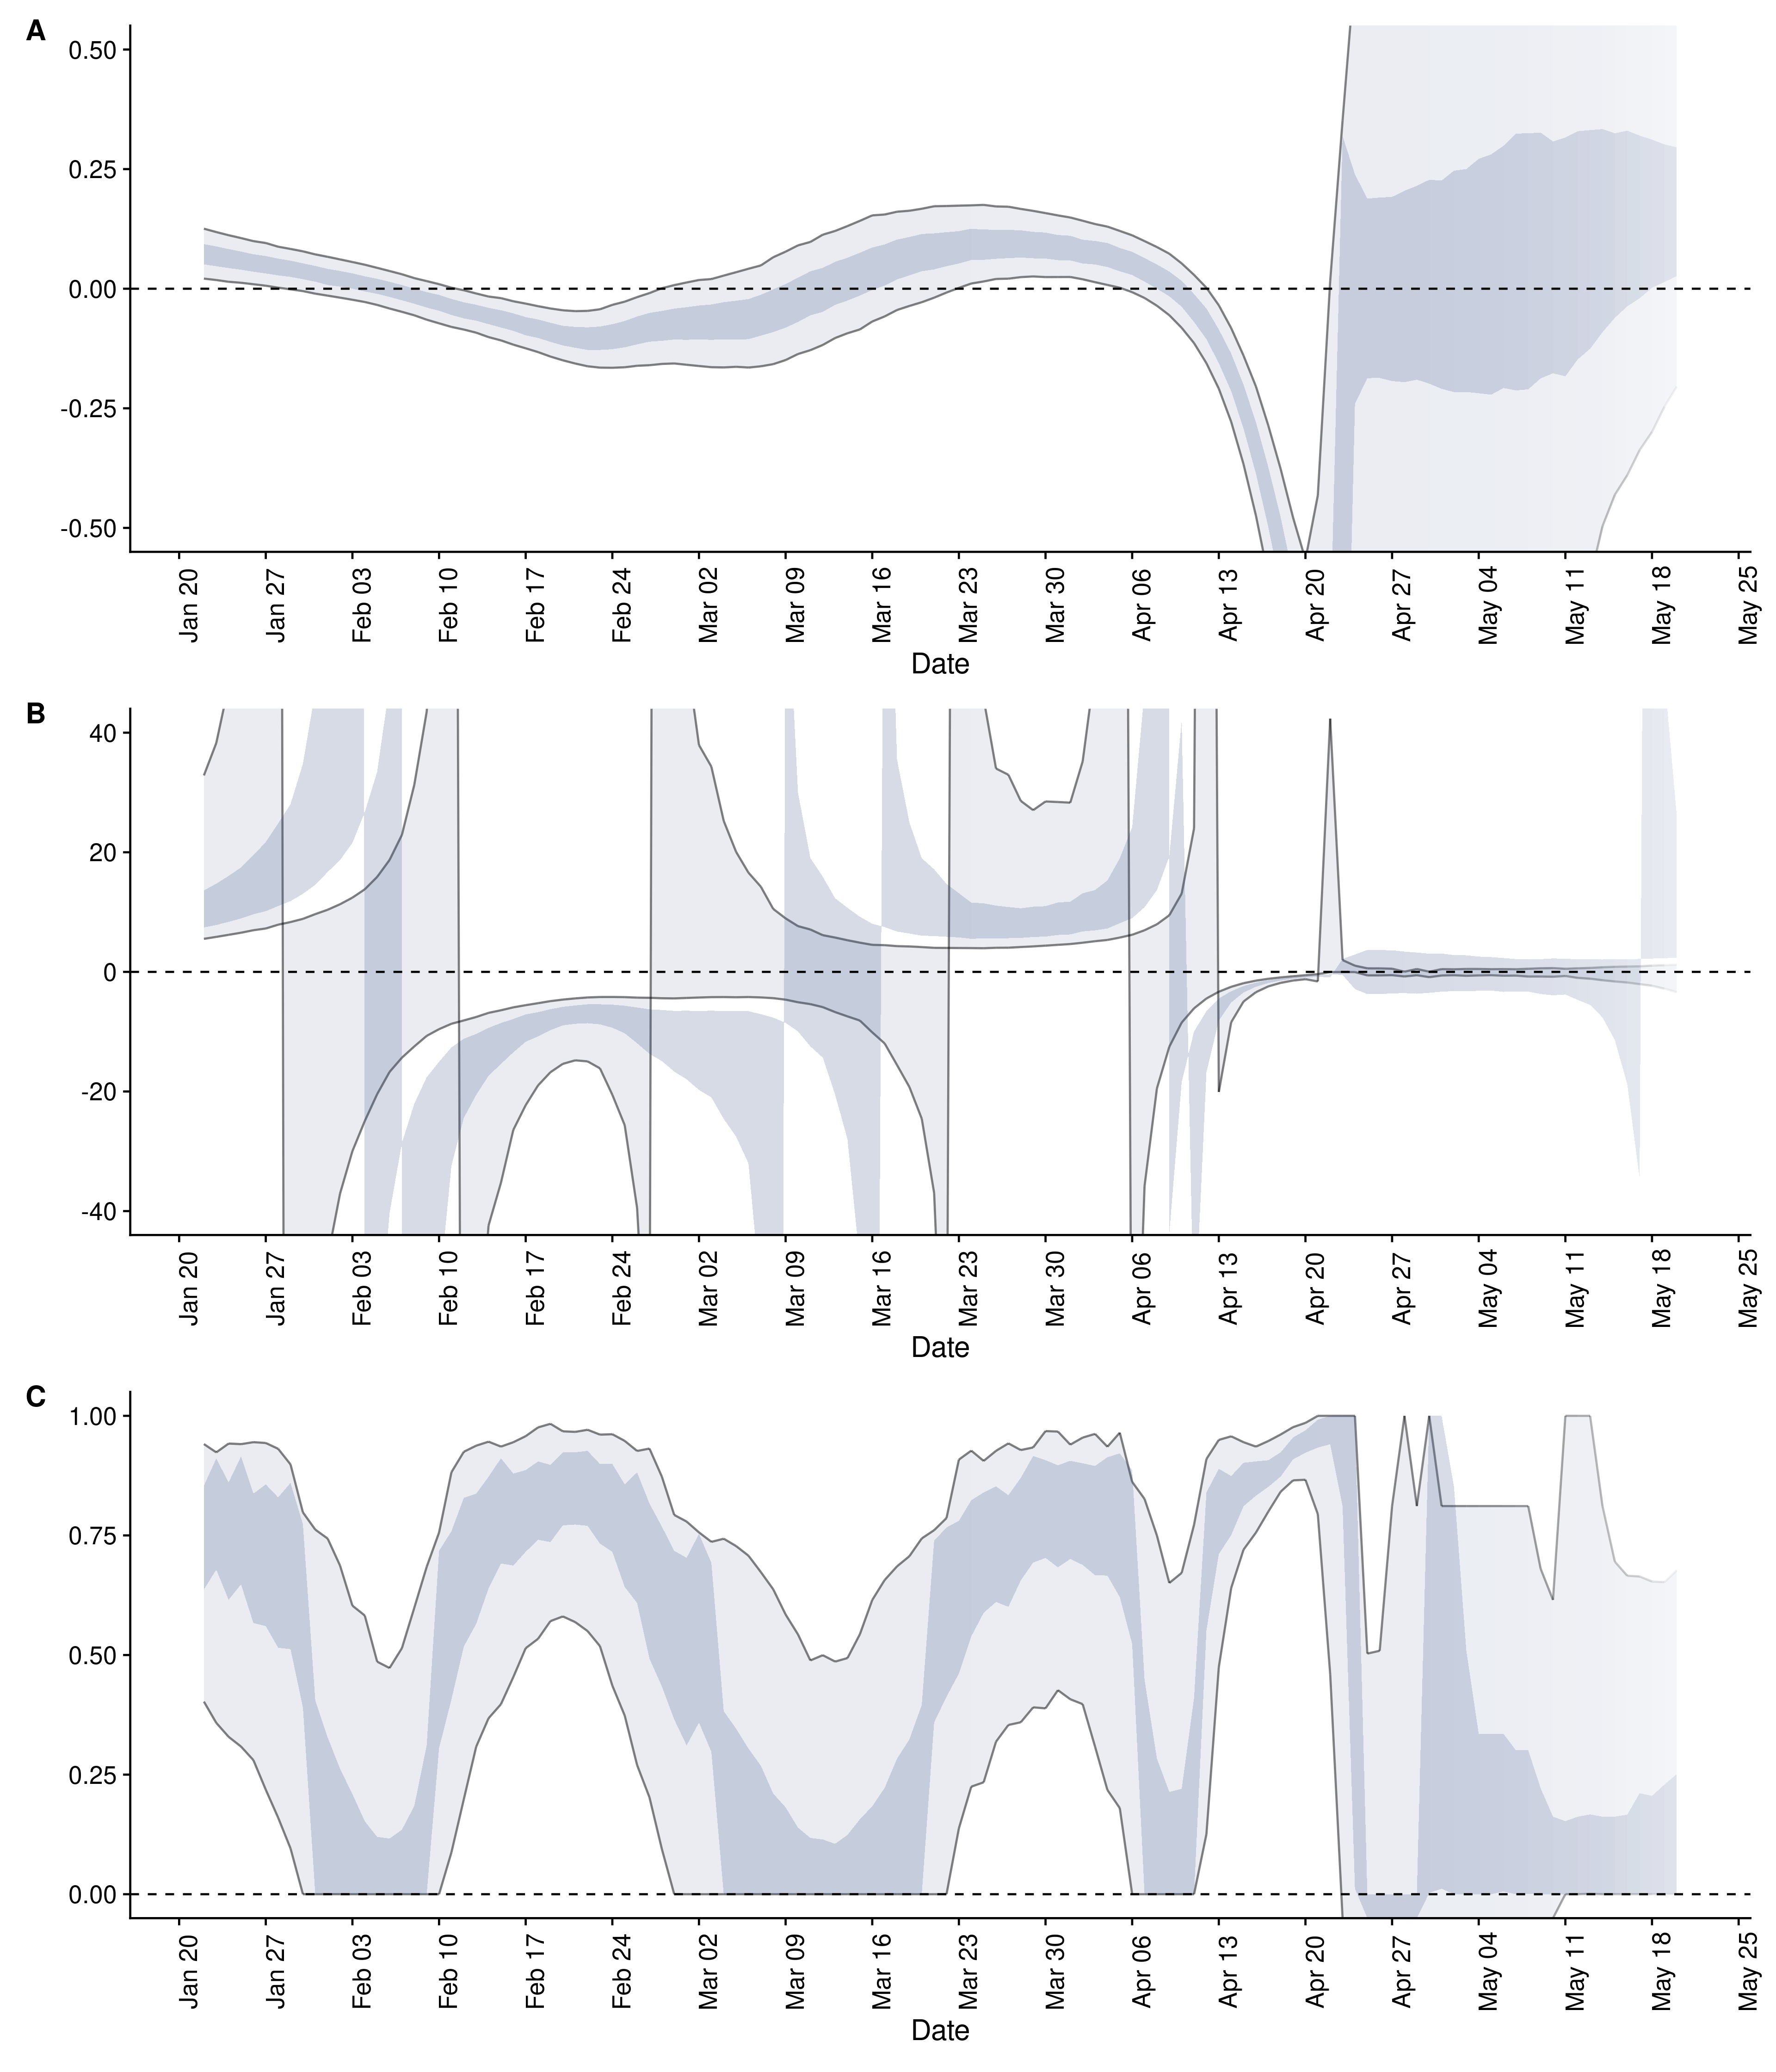 A
0.50
0.25
0.00
-0.25
-0.50
Jan 20
Jan 27
Feb 03
Feb 10
Feb 17
Feb 24
Mar 02
Mar 09
Mar 16
Mar 23
Mar 30
Apr 06
Apr 13
Apr 20
Apr 27
May 04
May 11
May 18
May 25
Date
B
40
20
0
-20
-40
Jan 20
Jan 27
Feb 03
Feb 10
Feb 17
Feb 24
Mar 02
Mar 09
Mar 16
Mar 23
Mar 30
Apr 06
Apr 13
Apr 20
Apr 27
May 04
May 11
May 18
May 25
Date
C
1.00
0.75
0.50
0.25
0.00
Jan 20
Jan 27
Feb 03
Feb 10
Feb 17
Feb 24
Mar 02
Mar 09
Mar 16
Mar 23
Mar 30
Apr 06
Apr 13
Apr 20
Apr 27
May 04
May 11
May 18
May 25
Date